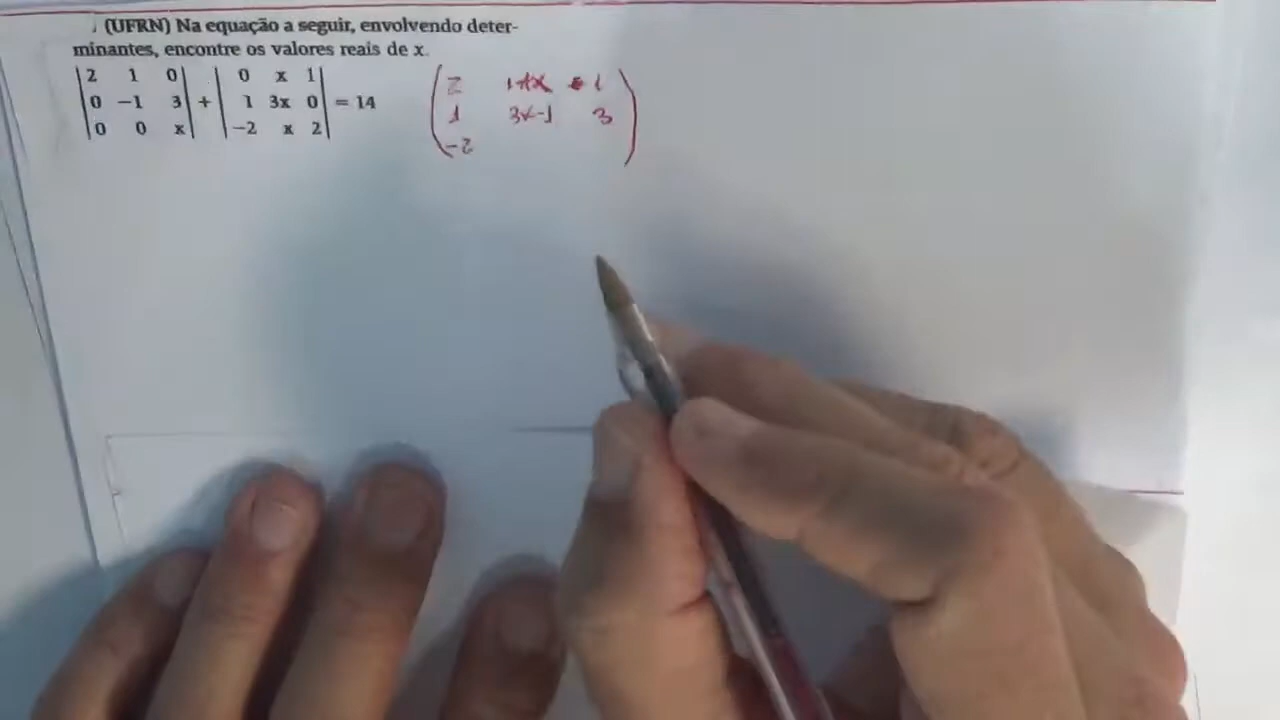 (UFRN) Na equação a seguir, envolvendo deter-
minantes, encontre os valores reais de x.
|2 1 0| |0 x 1|
|0 −1 3| + |1 3x 0| = 14
|0 0 x| |−2 x 2|
2 1+x 1
1 3x-1 3
-2